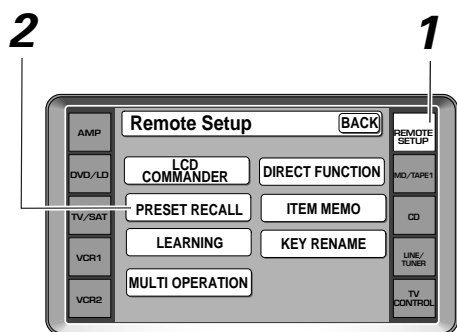 2 1
Remote Setup BACK
AMP
DVD/LD
TV/SAT
VCR1
VCR2
LCD
COMMANDER
DIRECT FUNCTION
PRESET RECALL
ITEM MEMO
LEARNING
KEY RENAME
MULTI OPERATION
REMOTE
SETUP
MD/TAPE1
CD
LINE/
TUNER
TV
CONTROL